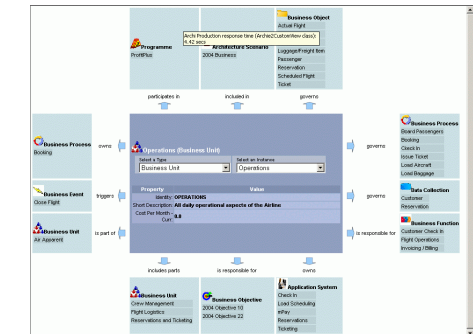 Business Object
Actual Flight
Archi Production response time (Archie2CustomView class):
4.42 secs
Programme
ProfitPlus
Architecture Scenario
2004 Business
Luggage/Freight Item
Passenger
Reservation
Scheduled Flight
Ticket
participates in
included in
governs
Business Process
Booking
owns
Business Event
Close Flight
triggers
Business Unit
Air Apparent
is part of
Operations (Business Unit)
Select a Type
Business Unit
Select an Instance
Operations
Property
Value
Identity: OPERATIONS
Short Description: All daily operational aspects of the Airline
Cost Per Month - Curr: 0.0
governs
Business Process
Board Passengers
Booking
Check In
Issue Ticket
Load Aircraft
Load Baggage
governs
Data Collection
Customer
Reservation
is responsible for
Business Function
Customer Check In
Flight Operations
Invoicing / Billing
includes parts
is responsible for
owns
Business Unit
Crew Management
Flight Logistics
Reservations and Ticketing
Business Objective
2004 Objective 10
2004 Objective 22
Application System
Check In
Load Scheduling
mPay
Reservations
Ticketing